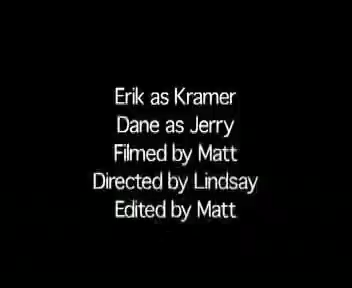 Erik as Kramer
Dane as Jerry
Filmed by Matt
Directed by Lindsay
Edited by Matt